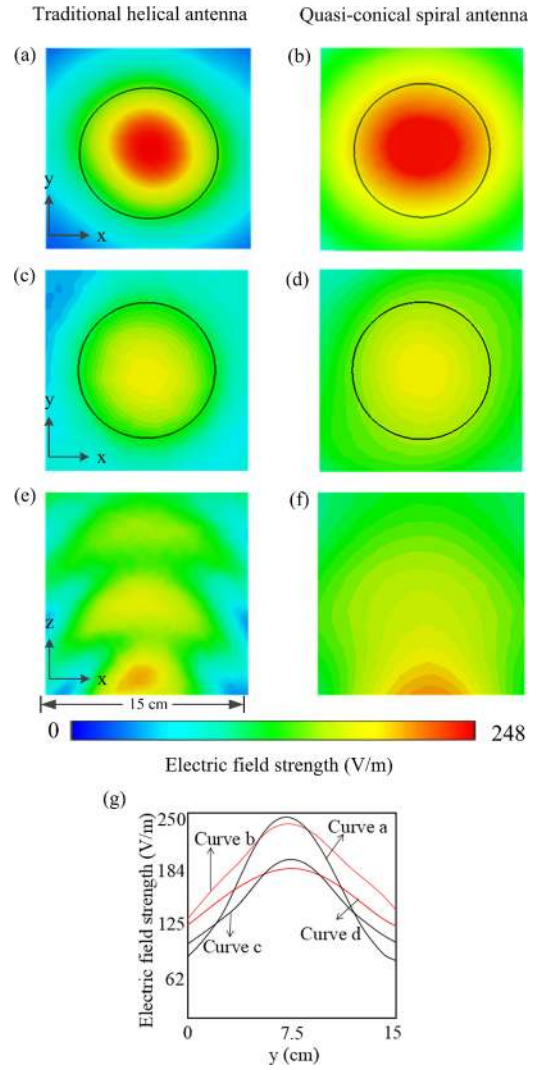 Traditional helical antenna Quasi-conical spiral antenna
(a) (b)
y
x
(c) (d)
y
x
(e) (f)
z
x
15 cm
0 248
Electric field strength (V/m)
(g)
Electric field strength (V/m)
250
184
125
62
Curve b Curve a
Curve c Curve d
0 7.5 15
y (cm)